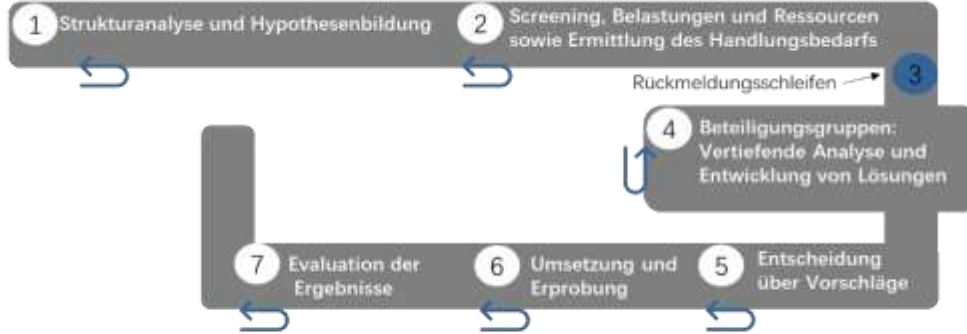 1 Strukturanalyse und Hypothesenbildung
2 Screening, Belastungen und Ressourcen
sowie Ermittlung des Handlungsbedarfs
Rückmeldungsschleifen
3
4 Beteiligungsgruppen:
Vertiefende Analyse und
Entwicklung von Lösungen
5 Entscheidung
über Vorschläge
6 Umsetzung und
Erprobung
7 Evaluation der
Ergebnisse